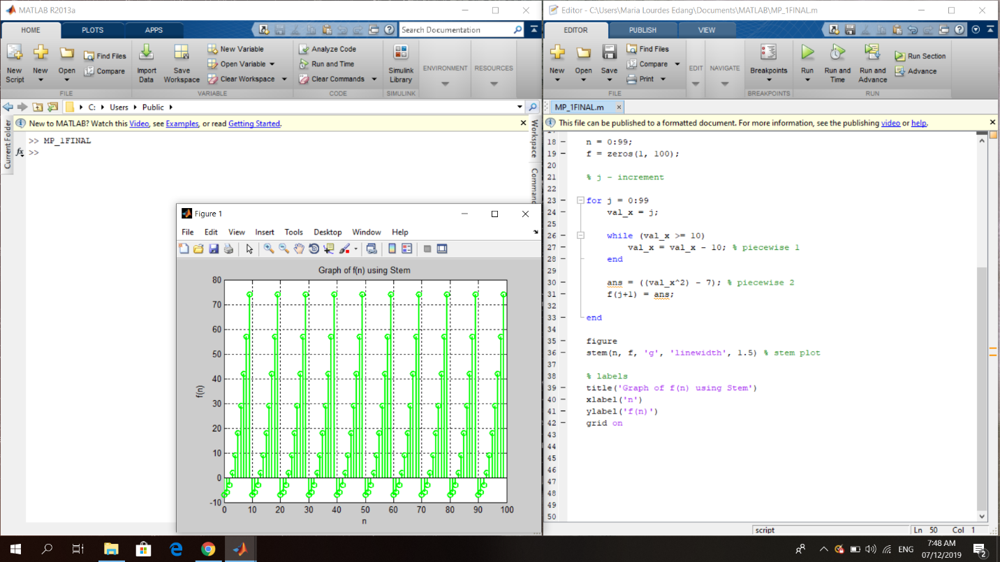 MATLAB R2013a
HOME PLOTS APPS
Search Documentation
New Script
New
Open
Find Files
Compare
Import Data
Save Workspace
New Variable
Open Variable
Clear Workspace
Analyze Code
Run and Time
Clear Commands
Simulink Library
ENVIRONMENT
RESOURCES
FILE VARIABLE CODE SIMULINK
C: Users Public
Current Folder
New to MATLAB? Watch this Video, see Examples, or read Getting Started.
Workspace
>> MP_1FINAL
fx >>
Figure 1
File Edit View Insert Tools Desktop Window Help
Graph of f(n) using Stem
80
70
60
50
40
30
20
10
0
-10
f(n)
0 10 20 30 40 50 60 70 80 90 100
n
Editor - C:\Users\Maria Lourdes Edang\Documents\MATLAB\MP_1FINAL.m
EDITOR PUBLISH VIEW
New
Open
Save
Find Files
Compare
Print
EDIT
NAVIGATE
Breakpoints
Run
Run and Time
Run and Advance
Run Section
Advance
FILE BREAKPOINTS RUN
MP_1FINAL.m ×
This file can be published to a formatted document. For more information, see the publishing video or help.
18 – n = 0:99;
19 – f = zeros(1, 100);
20
21 % j - increment
22
23 – for j = 0:99
24 – val_x = j;
25
26 – while (val_x >= 10)
27 – val_x = val_x - 10; % piecewise 1
28 – end
29
30 – ans = ((val_x^2) - 7); % piecewise 2
31 – f(j+1) = ans;
32
33 – end
34
35 – figure
36 – stem(n, f, 'g', 'linewidth', 1.5) % stem plot
37
38 % labels
39 – title('Graph of f(n) using Stem')
40 – xlabel('n')
41 – ylabel('f(n)')
42 – grid on
43
44
45
46
47
48
49
50
script Ln 50 Col 1
ENG
7:48 AM
07/12/2019
2